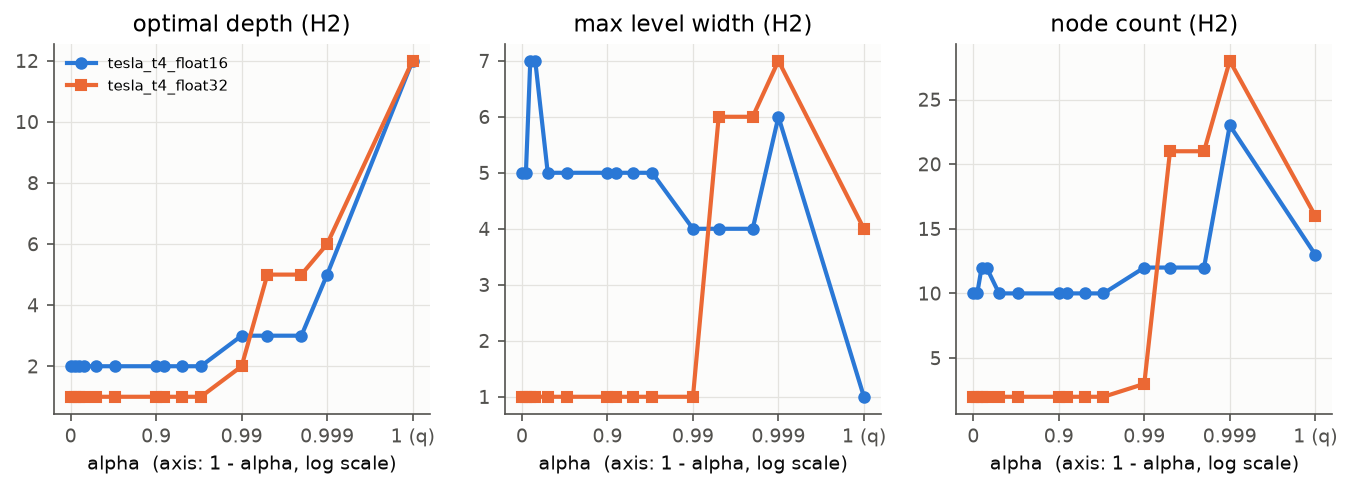 optimal depth (H2)
12
10
8
6
4
2
tesla_t4_float16
tesla_t4_float32
0 0.9 0.99 0.999 1 (q)
alpha  (axis: 1 - alpha, log scale)
max level width (H2)
7
6
5
4
3
2
1
0 0.9 0.99 0.999 1 (q)
alpha  (axis: 1 - alpha, log scale)
node count (H2)
25
20
15
10
5
0 0.9 0.99 0.999 1 (q)
alpha  (axis: 1 - alpha, log scale)